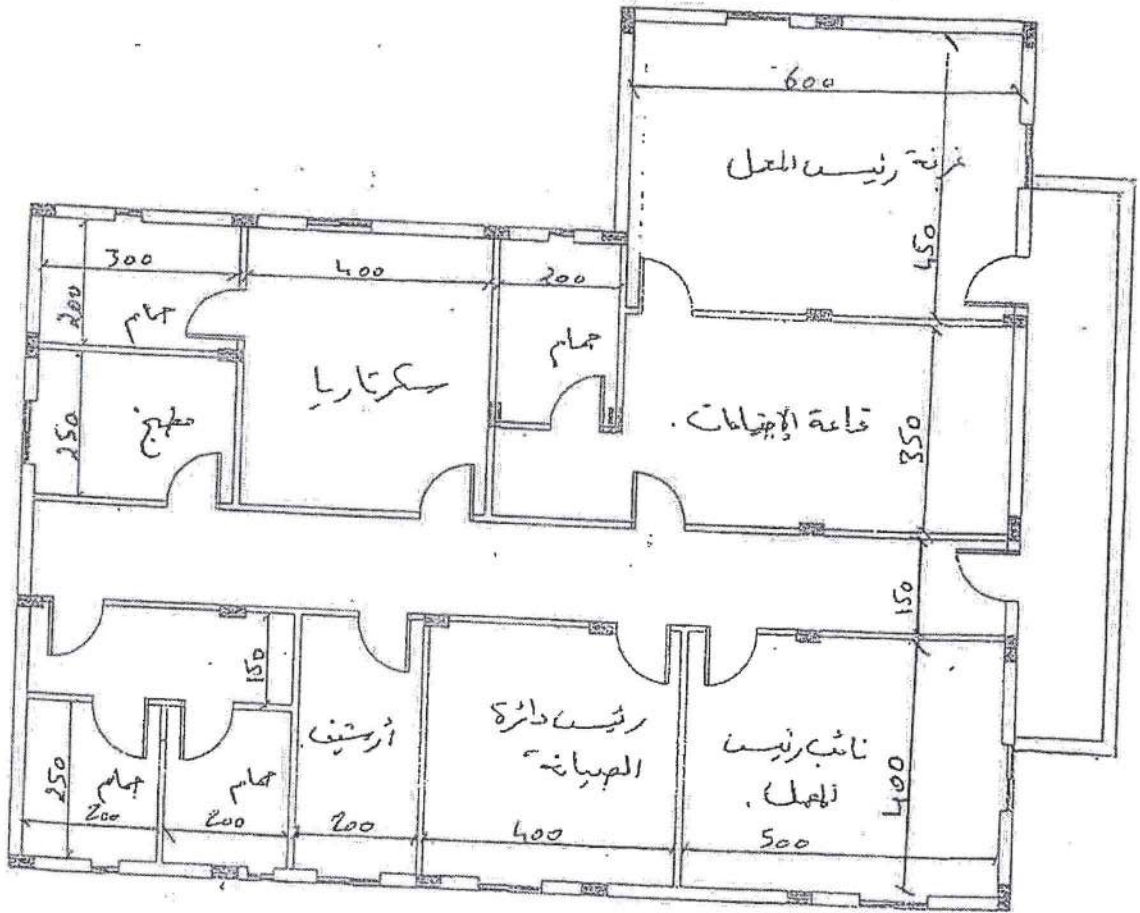 600
غرفة رئيس المعمل
450
300
400
200
200
حمام
حمام
سكرتاريا
250
مطبخ
قاعة الإجتماعات.
350
150
150
أرشيف
رئيس دائرة
الصيانة
نائب رئيس
المعمل.
400
250
حمام
حمام
200
200
200
400
500